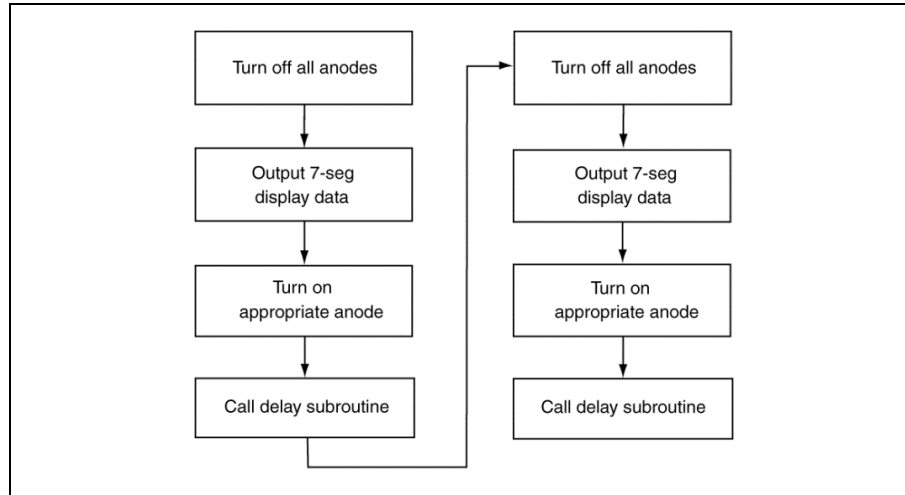 Turn off all anodes
Output 7-seg
display data
Turn on
appropriate anode
Call delay subroutine
Turn off all anodes
Output 7-seg
display data
Turn on
appropriate anode
Call delay subroutine